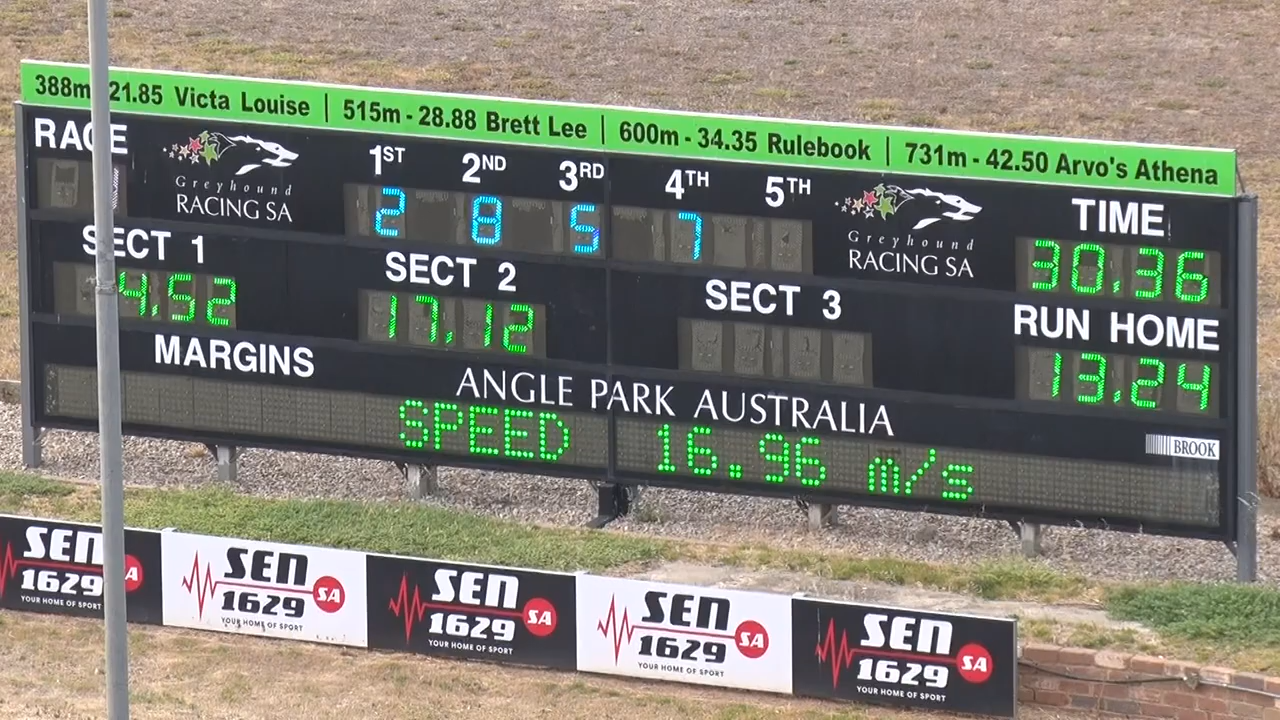 388m - 21.85 Victa Louise | 515m - 28.88 Brett Lee | 600m - 34.35 Rulebook | 731m - 42.50 Arvo's Athena
RACE
Greyhound
RACING SA
1ST 2ND 3RD 4TH 5TH
2 8 5 7
Greyhound
RACING SA
TIME
30.36
SECT 1
4.52
SECT 2
17.12
SECT 3
RUN HOME
13.24
MARGINS
ANGLE PARK AUSTRALIA
BROOK
SPEED 16.96 m/s
SEN
1629 SA
YOUR HOME OF SPORT
SEN
1629 SA
YOUR HOME OF SPORT
SEN
1629 SA
YOUR HOME OF SPORT
SEN
1629 SA
YOUR HOME OF SPORT
SEN
1629 SA
YOUR HOME OF SPORT